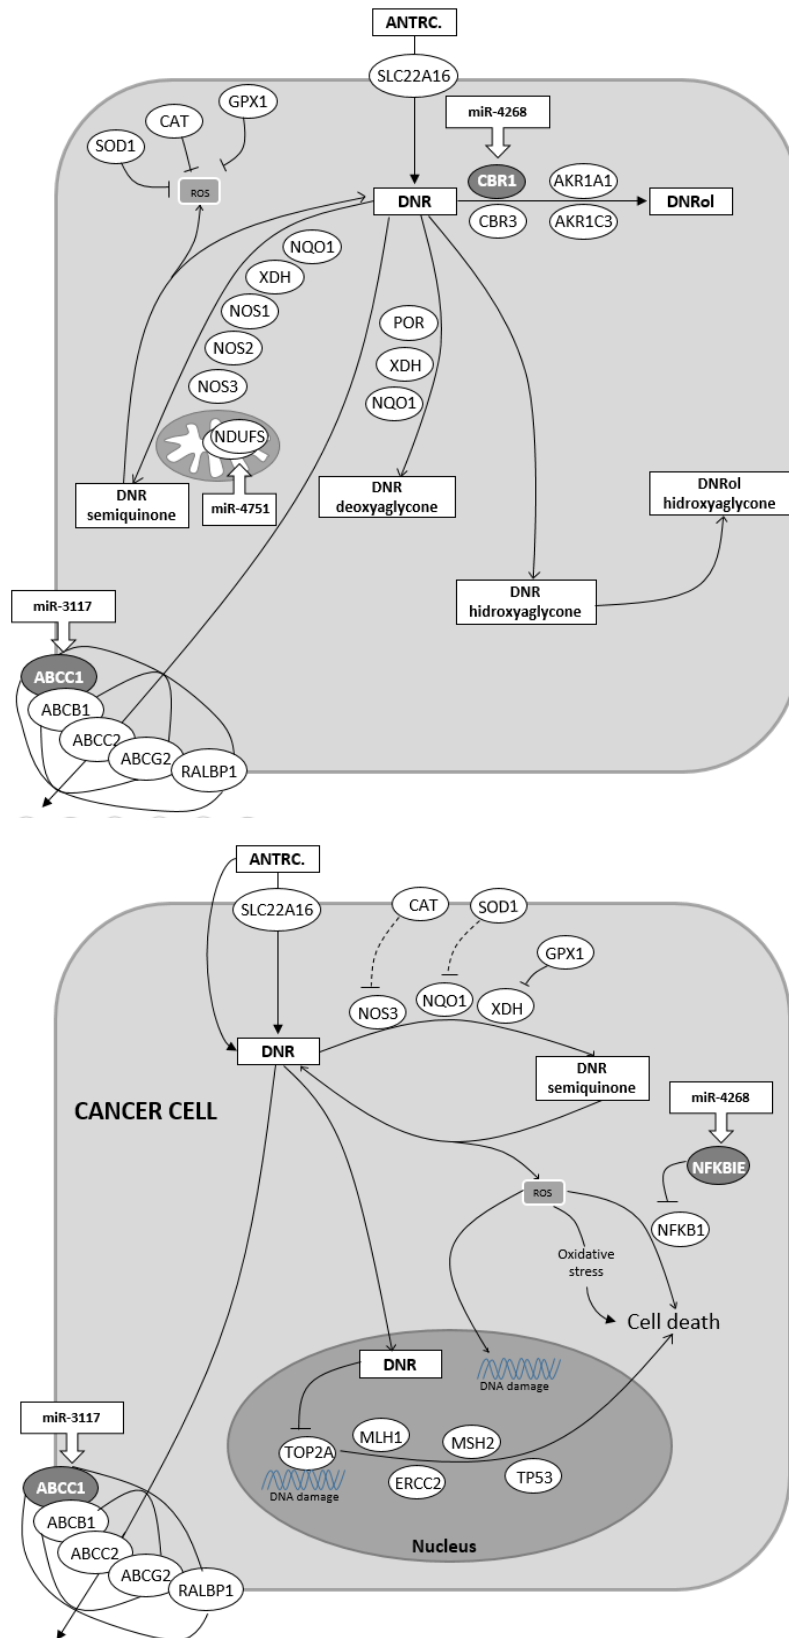 ANTRC.
SLC22A16
GPX1
CAT
SOD1
ROS
miR-4268
CBR1
AKR1A1
DNR
DNRol
CBR3
AKR1C3
NQO1
XDH
NOS1
NOS2
NOS3
NDUFS
POR
XDH
NQO1
DNR
semiquinone
miR-4751
DNR
deoxyaglycone
DNRol
hidroxyaglycone
DNR
hidroxyaglycone
miR-3117
ABCC1
ABCB1
ABCC2
ABCG2
RALBP1
ANTRC.
SLC22A16
CAT
SOD1
GPX1
NOS3
NQO1
XDH
DNR
DNR
semiquinone
CANCER CELL
miR-4268
NFKBIE
ROS
NFKB1
Oxidative
stress
Cell death
DNR
DNA damage
miR-3117
TOP2A
MLH1
MSH2
ERCC2
TP53
DNA damage
Nucleus
ABCC1
ABCB1
ABCC2
ABCG2
RALBP1